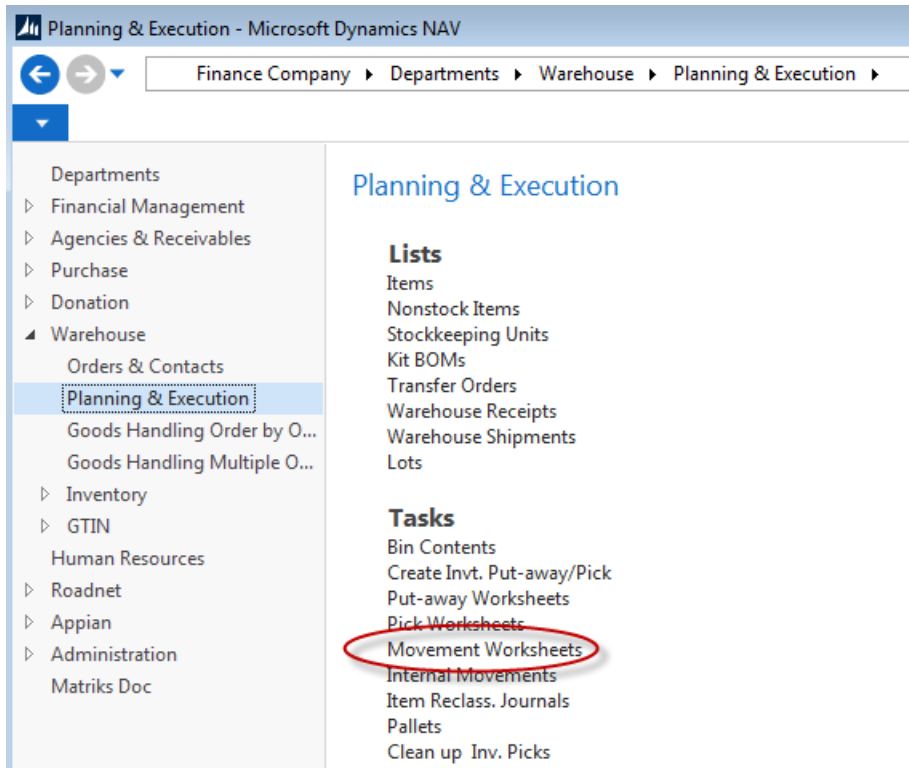 Planning & Execution - Microsoft Dynamics NAV
Finance Company ▸ Departments ▸ Warehouse ▸ Planning & Execution ▸
Departments
Financial Management
Agencies & Receivables
Purchase
Donation
Warehouse
Orders & Contacts
Planning & Execution
Goods Handling Order by O...
Goods Handling Multiple O...
Inventory
GTIN
Human Resources
Roadnet
Appian
Administration
Matriks Doc
Planning & Execution
Lists
Items
Nonstock Items
Stockkeeping Units
Kit BOMs
Transfer Orders
Warehouse Receipts
Warehouse Shipments
Lots
Tasks
Bin Contents
Create Invt. Put-away/Pick
Put-away Worksheets
Pick Worksheets
Movement Worksheets
Internal Movements
Item Reclass. Journals
Pallets
Clean up Inv. Picks